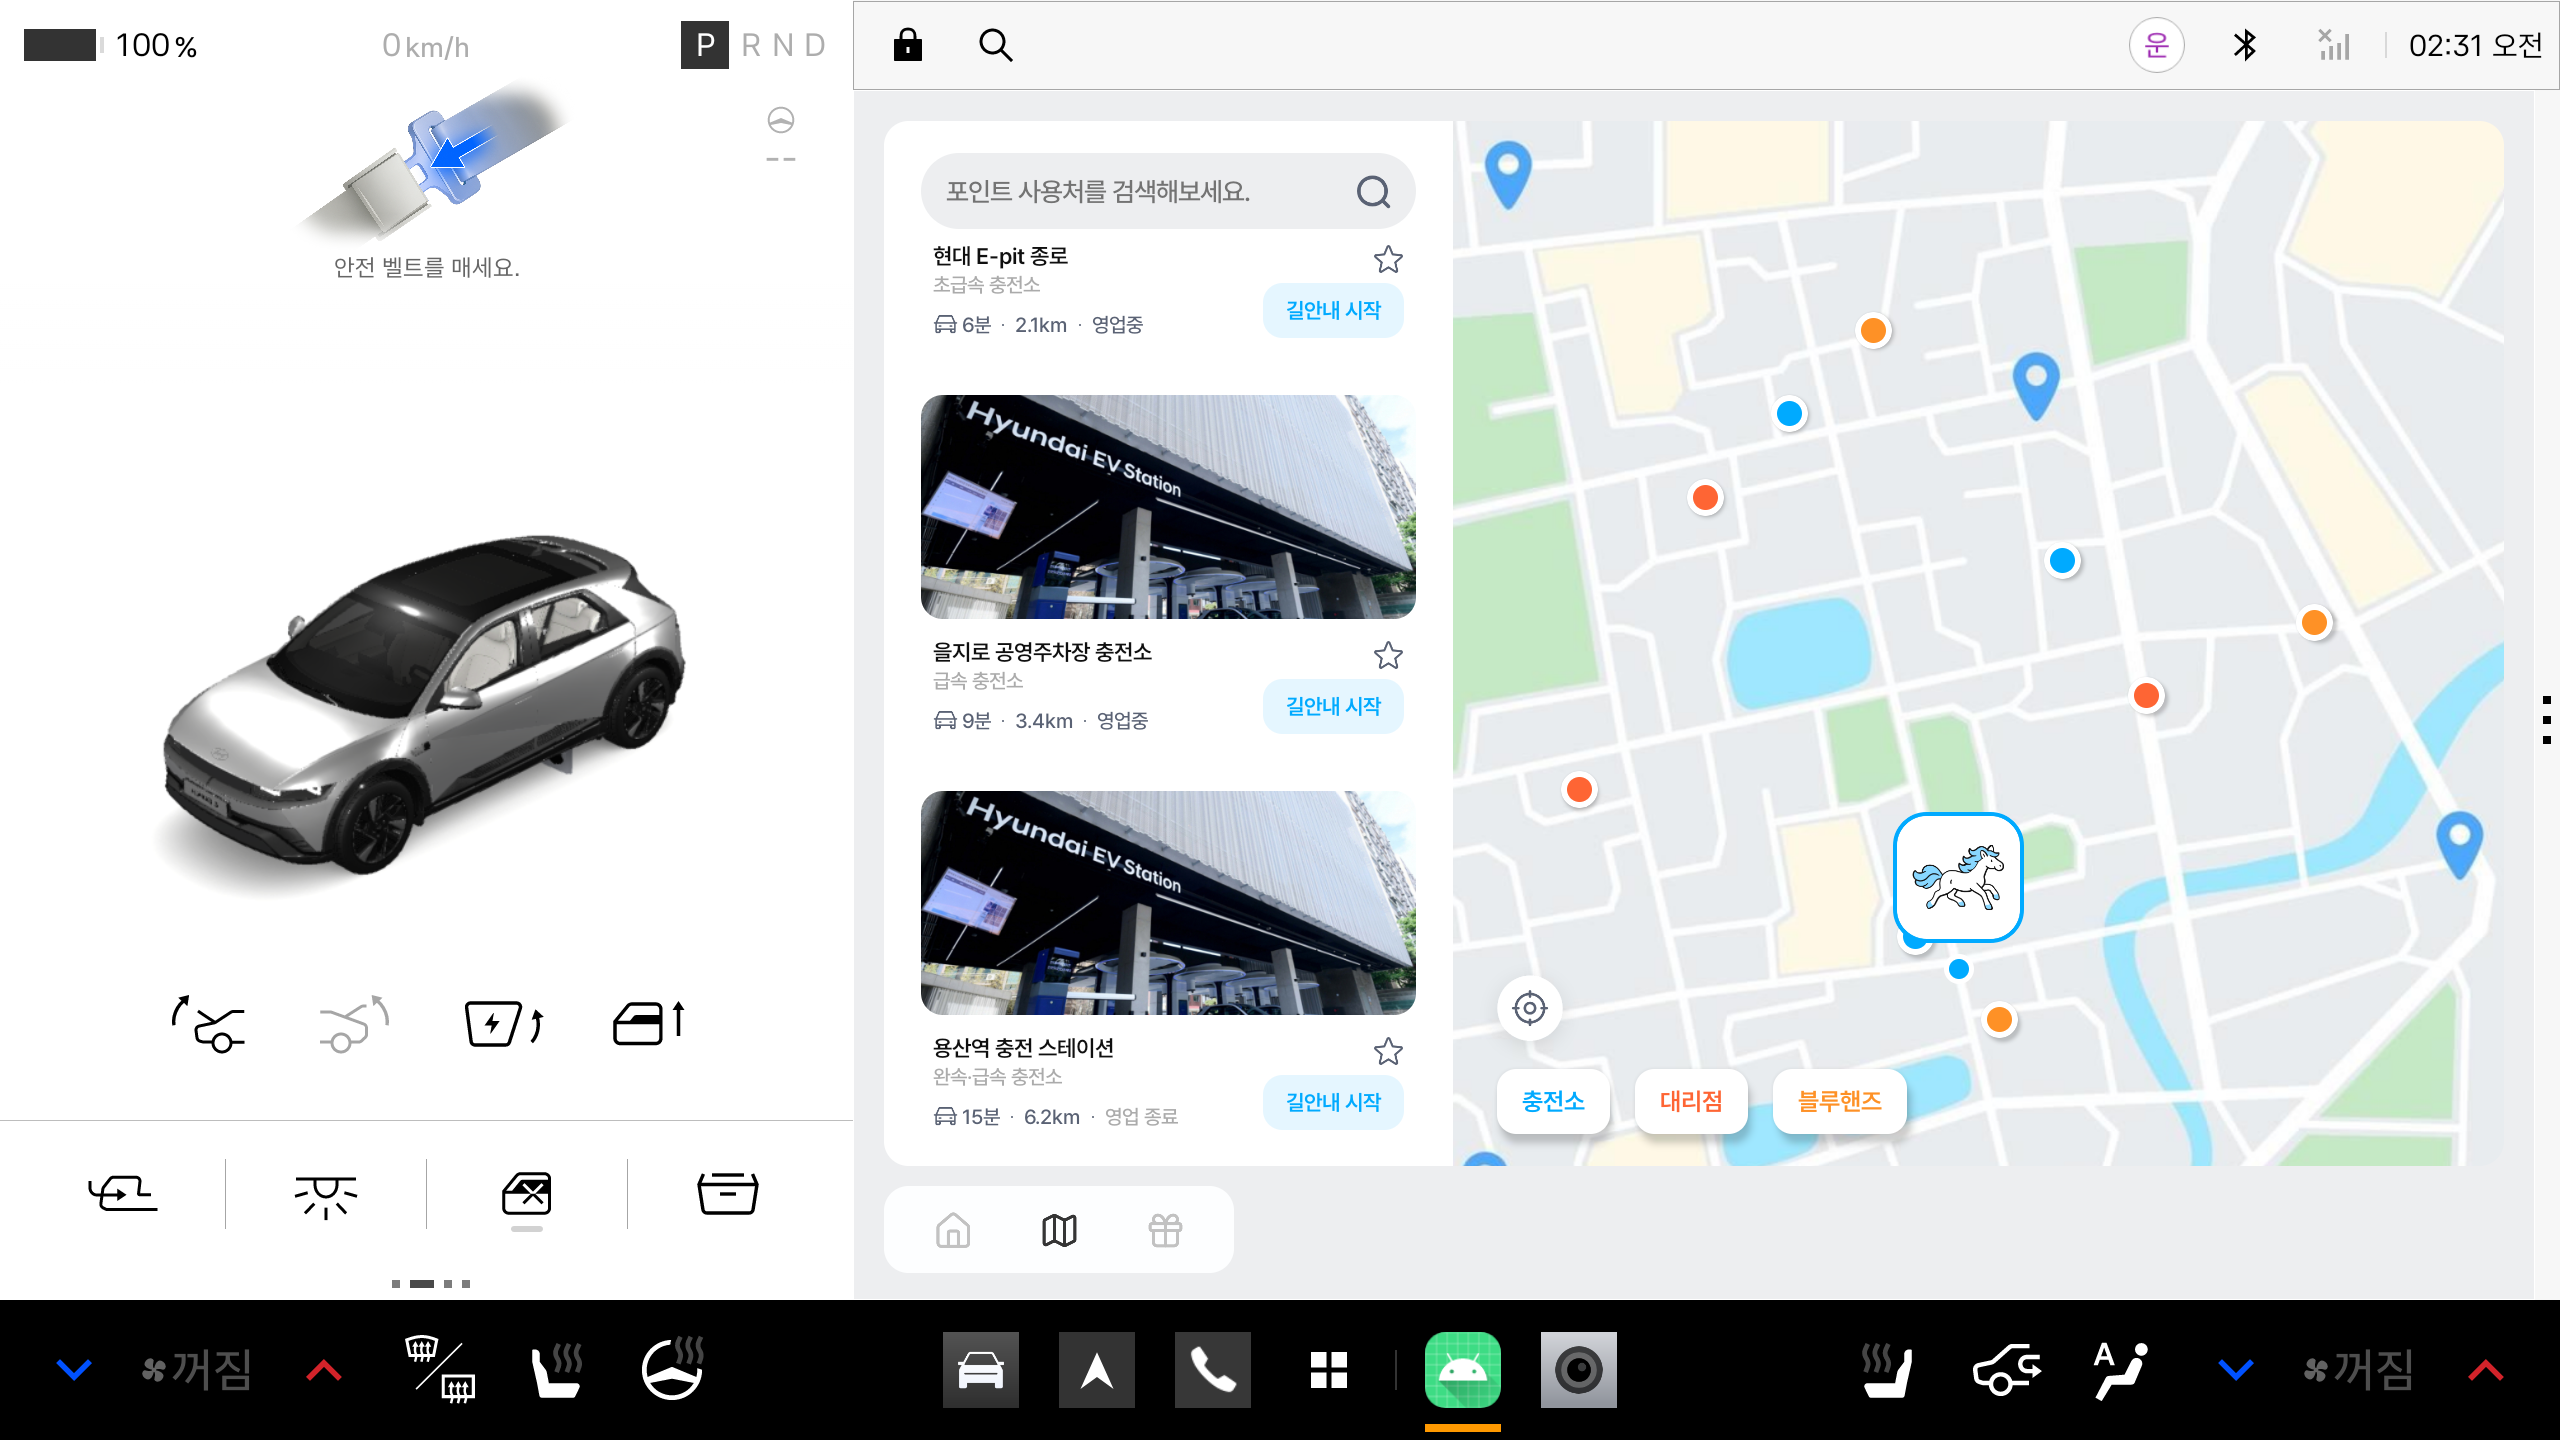 100 %
0 km/h
P R N D
운
02:31 오전
안전 벨트를 매세요.
포인트 사용처를 검색해보세요.
현대 E-pit 종로
초급속 충전소
6분 · 2.1km · 영업중
길안내 시작
Hyundai EV Station
을지로 공영주차장 충전소
급속 충전소
9분 · 3.4km · 영업중
길안내 시작
Hyundai EV Station
용산역 충전 스테이션
완속·급속 충전소
15분 · 6.2km · 영업 종료
길안내 시작
충전소
대리점
블루핸즈
꺼짐
A
꺼짐